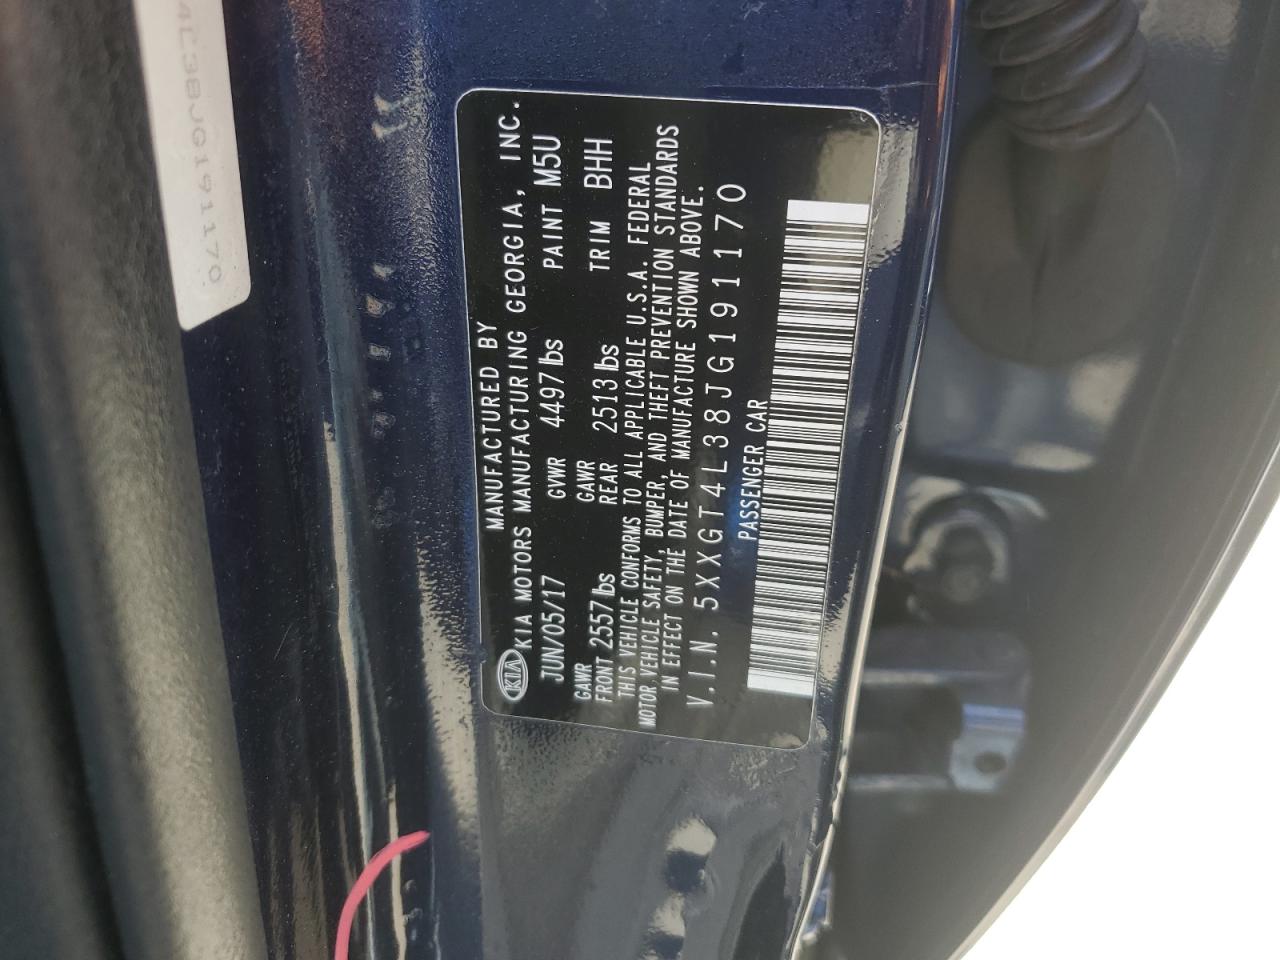 MANUFACTURED BY
KIA KIA MOTORS MANUFACTURING GEORGIA, INC.
JUN/05/17 GVWR 4497 lbs PAINT M5U
GAWR FRONT 2557 lbs GAWR REAR 2513 lbs TRIM BHH
THIS VEHICLE CONFORMS TO ALL APPLICABLE U.S.A. FEDERAL
MOTOR VEHICLE SAFETY, BUMPER, AND THEFT PREVENTION STANDARDS
IN EFFECT ON THE DATE OF MANUFACTURE SHOWN ABOVE.
V.I.N. 5XXGT4L38JG191170
PASSENGER CAR
JG191170